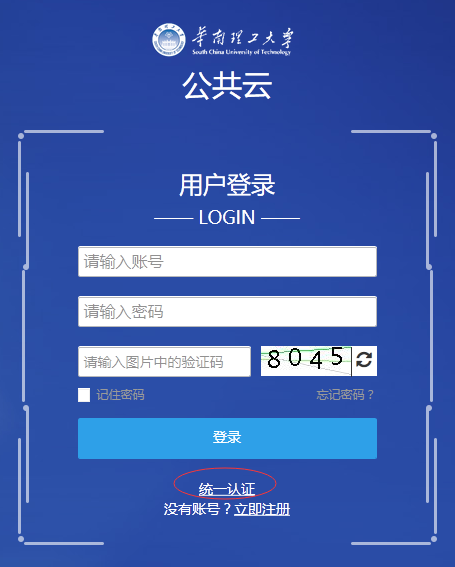 華南理工大学
South China University of Technology
公共云
用户登录
LOGIN
请输入账号
请输入密码
请输入图片中的验证码
8045
记住密码 忘记密码？
登录
统一认证
没有账号？立即注册